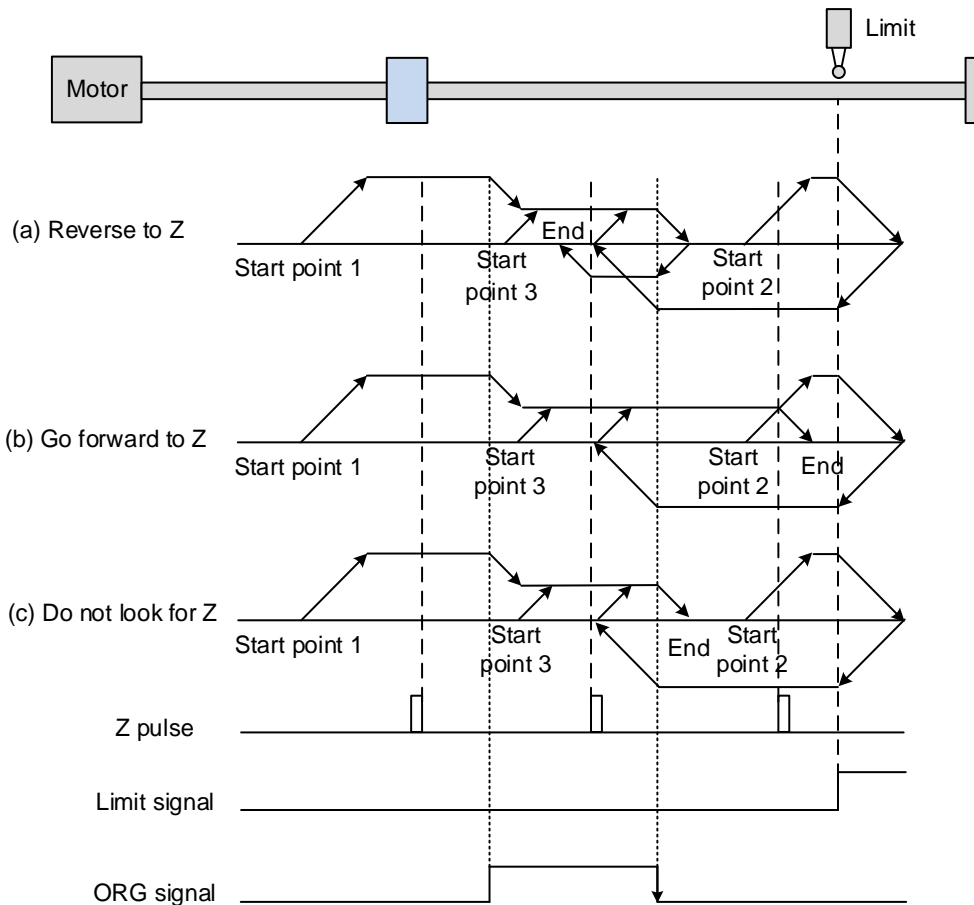 Limit
Motor
(a) Reverse to Z
End
Start point 1
Start
point 3
Start
point 2
(b) Go forward to Z
Start point 1
Start
point 3
Start
point 2
End
(c) Do not look for Z
Start point 1
Start
point 3
End
Start
point 2
Z pulse
Limit signal
ORG signal